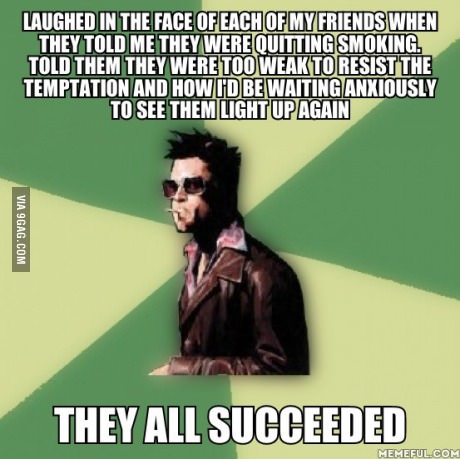 LAUGHED IN THE FACE OF EACH OF MY FRIENDS WHEN
THEY TOLD ME THEY WERE QUITTING SMOKING.
TOLD THEM THEY WERE TOO WEAK TO RESIST THE
TEMPTATION AND HOW I'D BE WAITING ANXIOUSLY
TO SEE THEM LIGHT UP AGAIN
VIA 9GAG.COM
THEY ALL SUCCEEDED
MEMEFUL.COM